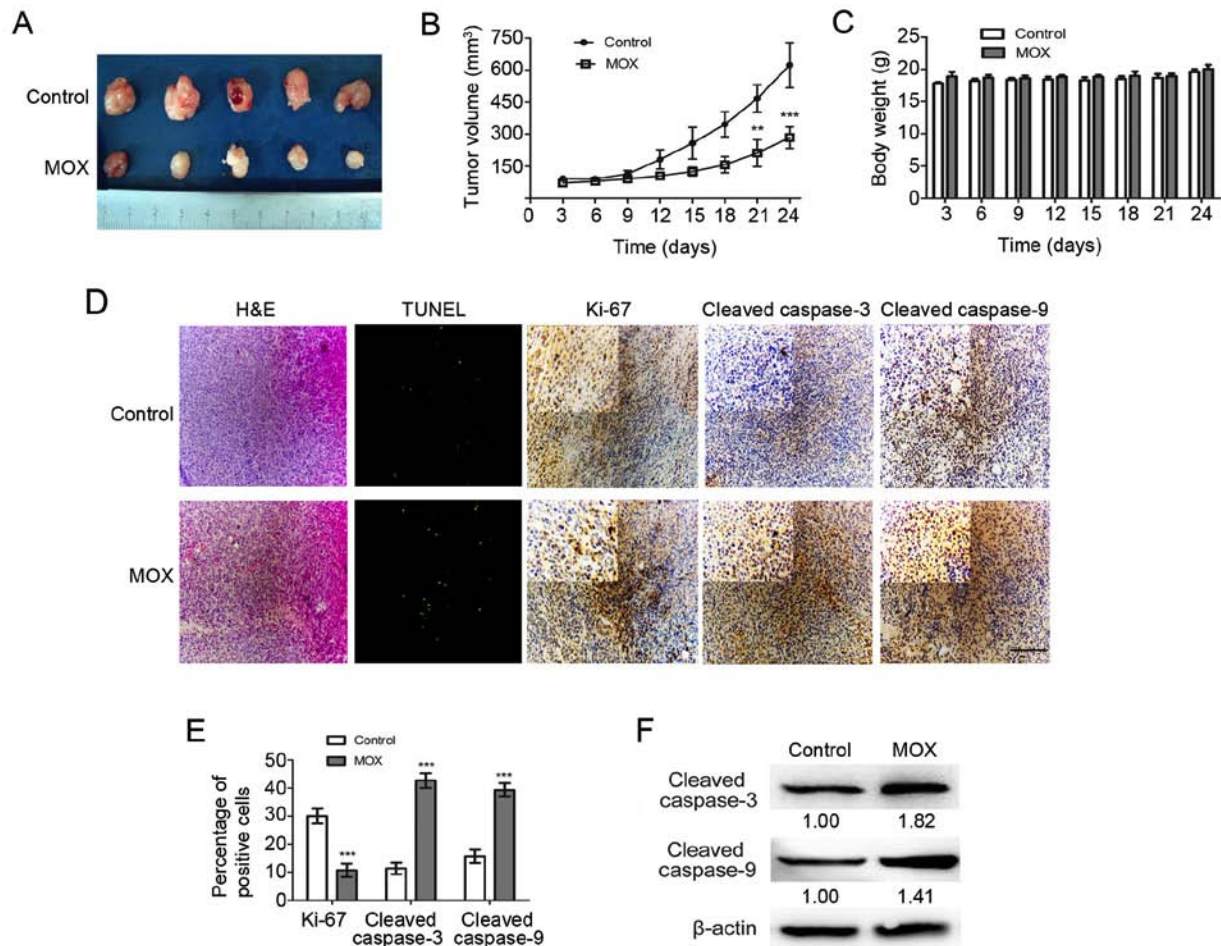 A
Control
MOX
B
Tumor volume (mm³)
750
600
450
300
150
0
3
6
9
12
15
18
21
24
Time (days)
Control
MOX
**
***
C
Body weight (g)
25
20
15
10
5
0
3
6
9
12
15
18
21
24
Time (days)
Control
MOX
D
H&E
TUNEL
Ki-67
Cleaved caspase-3
Cleaved caspase-9
Control
MOX
E
Percentage of
positive cells
50
40
30
20
10
0
Control
MOX
***
***
***
Ki-67
Cleaved
caspase-3
Cleaved
caspase-9
F
Control
MOX
Cleaved
caspase-3
1.00
1.82
Cleaved
caspase-9
1.00
1.41
β-actin